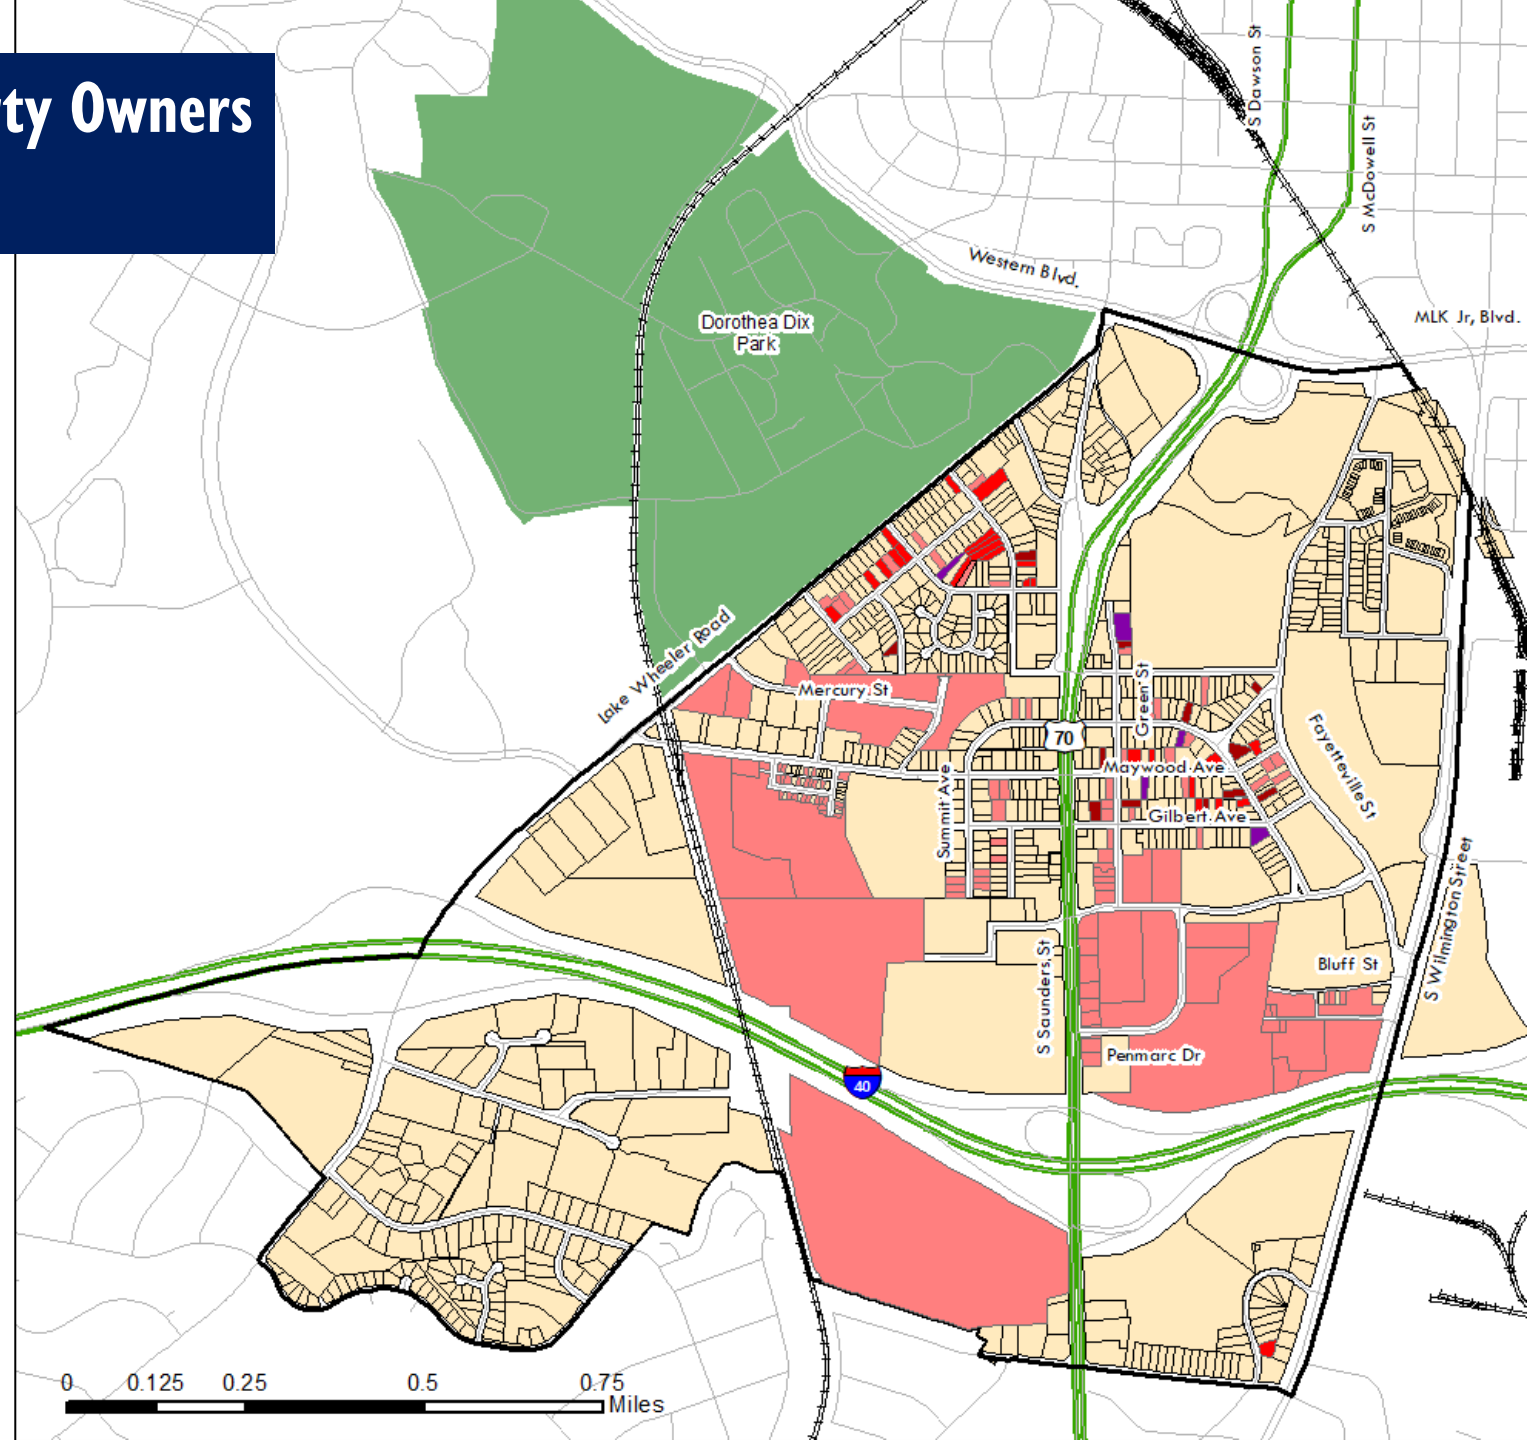 ty Owners
S Dawson St
S McDowell St
Western Blvd.
MLK Jr, Blvd.
Dorothea Dix
Park
Lake Wheeler Road
Mercury St
Green St
70
Maywood Ave
Fayetteville St
Summit Ave
Gilbert Ave
S Wilmington Street
S Saunders St
Bluff St
Penmarc Dr
40
0 0.125 0.25 0.5 0.75
Miles